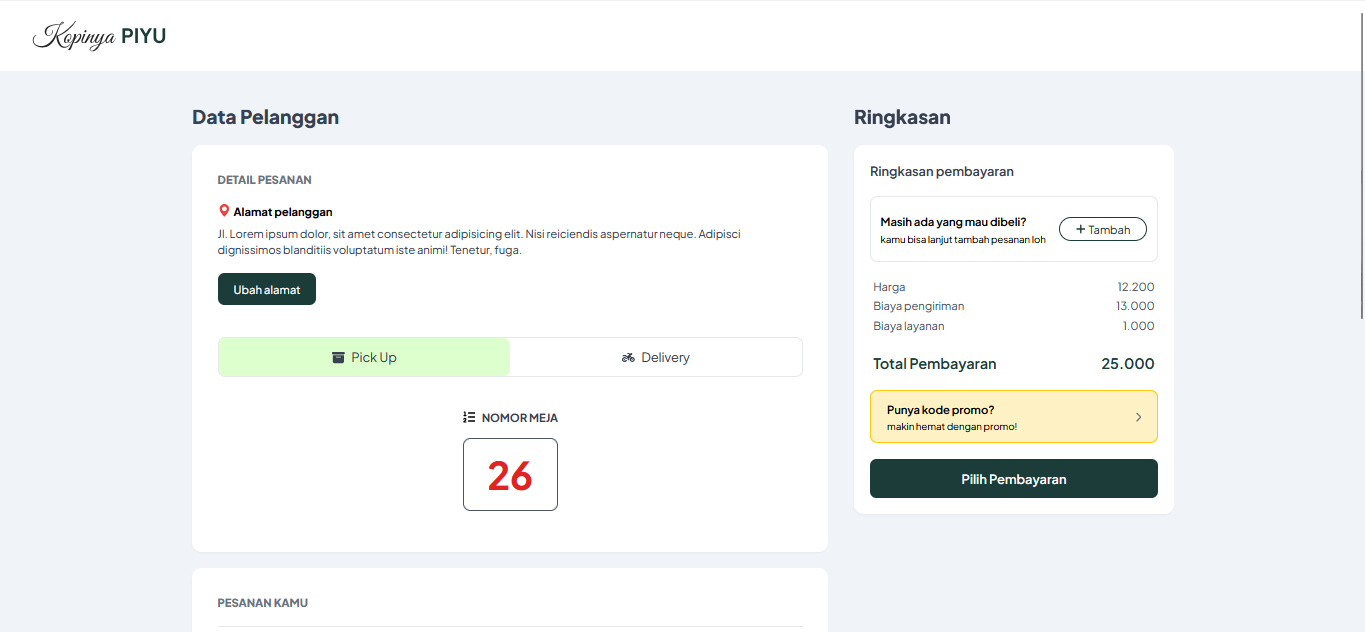 Kopinya PIYU
Data Pelanggan
DETAIL PESANAN
Alamat pelanggan
Jl. Lorem ipsum dolor, sit amet consectetur adipisicing elit. Nisi reiciendis aspernatur neque. Adipisci
dignissimos blanditiis voluptatum iste animi! Tenetur, fuga.
Ubah alamat
Pick Up
Delivery
NOMOR MEJA
26
PESANAN KAMU
Ringkasan
Ringkasan pembayaran
Masih ada yang mau dibeli?
kamu bisa lanjut tambah pesanan loh
+ Tambah
Harga 12.200
Biaya pengiriman 13.000
Biaya layanan 1.000
Total Pembayaran 25.000
Punya kode promo?
makin hemat dengan promo!
Pilih Pembayaran